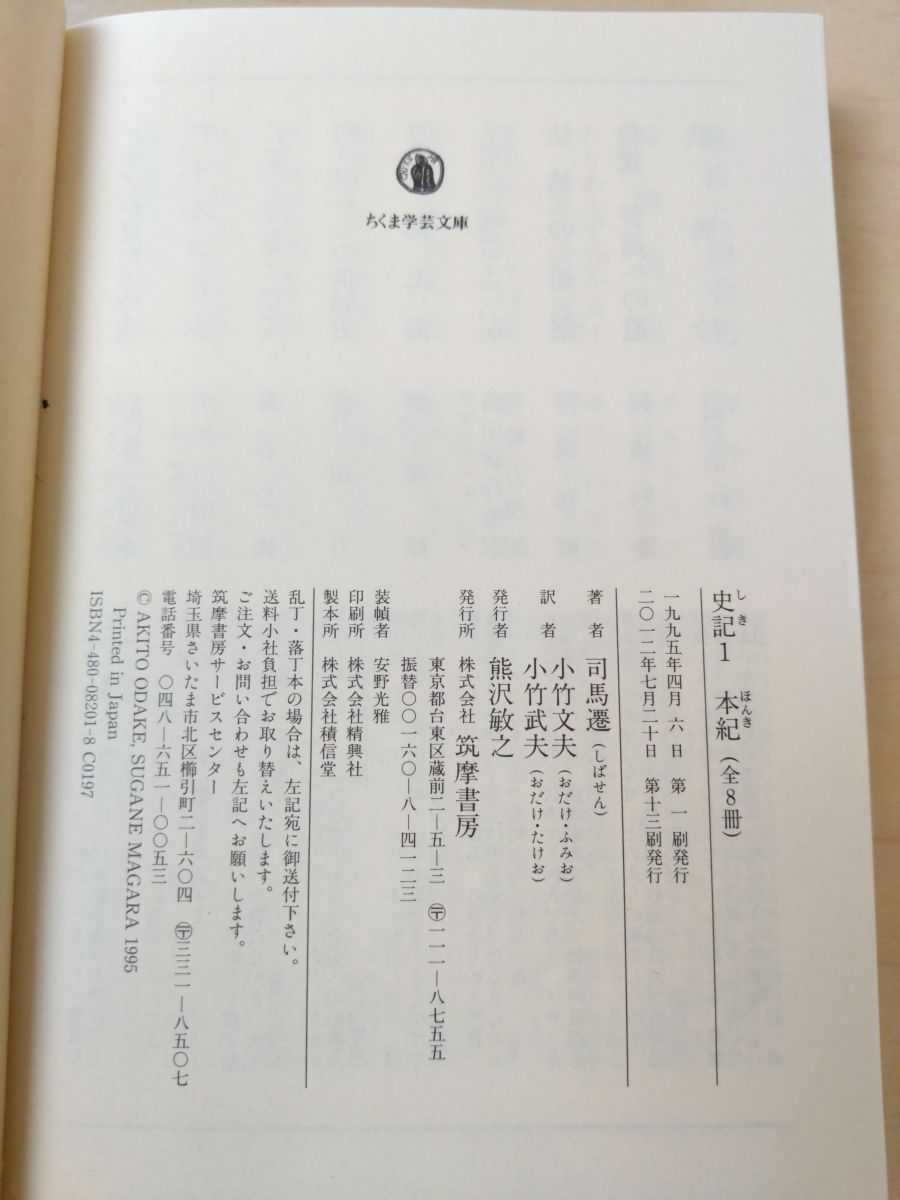 ちくま学芸文庫
史記1 本紀(全8冊)
しき ほんき
一九九五年四月 六 日 第 一 刷発行
二〇一二年七月二十日 第十三刷発行
著 者 司馬遷(しばせん)
訳 者 小竹文夫(おだけ・ふみお)
小竹武夫(おだけ・たけお)
発行者 熊沢敏之
発行所 株式会社 筑摩書房
東京都台東区蔵前二―五―三 〒一一一―八七五五
振替〇〇一六〇―八―四一二三
装幀者 安野光雅
印刷所 株式会社精興社
製本所 株式会社積信堂
乱丁・落丁本の場合は、左記宛に御送付下さい。
送料小社負担でお取り替えいたします。
ご注文・お問い合わせも左記へお願いします。
筑摩書房サービスセンター
埼玉県さいたま市北区櫛引町二―六〇四 〒三三一―八五〇七
電話番号 〇四八―六五一―〇〇五三
© AKITO ODAKE, SUGANE MAGARA 1995
Printed in Japan
ISBN4-480-08201-8 C0197